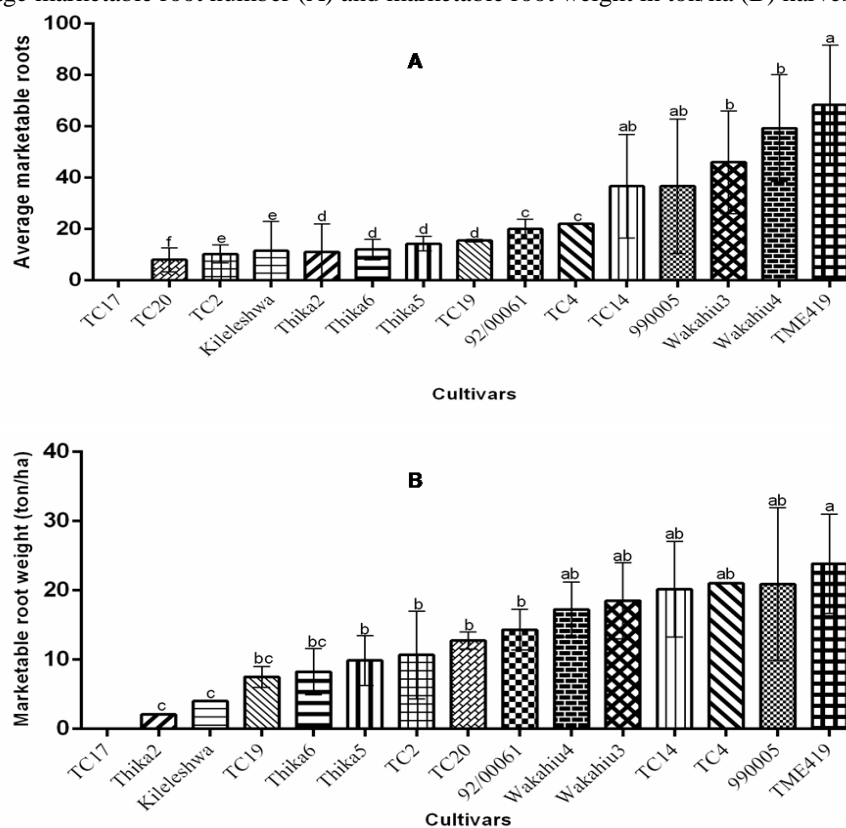 ge marketable root number (A) and marketable root weight in ton/ha (B) harves
100
A
a
80
b
ab
ab
b
60
Average marketable roots
40
20
f
e
e
d
d
d
d
c
c
0
TC17
TC20
TC2
Kileleshwa
Thika2
Thika6
Thika5
TC19
92/00061
TC4
TC14
990005
Wakahiu3
Wakahiu4
TME419
Cultivars
40
B
ab
a
30
ab
ab
ab
ab
Marketable root weight (ton/ha)
20
b
b
b
b
bc
bc
10
c
c
0
TC17
Thika2
Kileleshwa
TC19
Thika6
Thika5
TC2
TC20
92/00061
Wakahiu4
Wakahiu3
TC14
TC4
990005
TME419
Cultivars